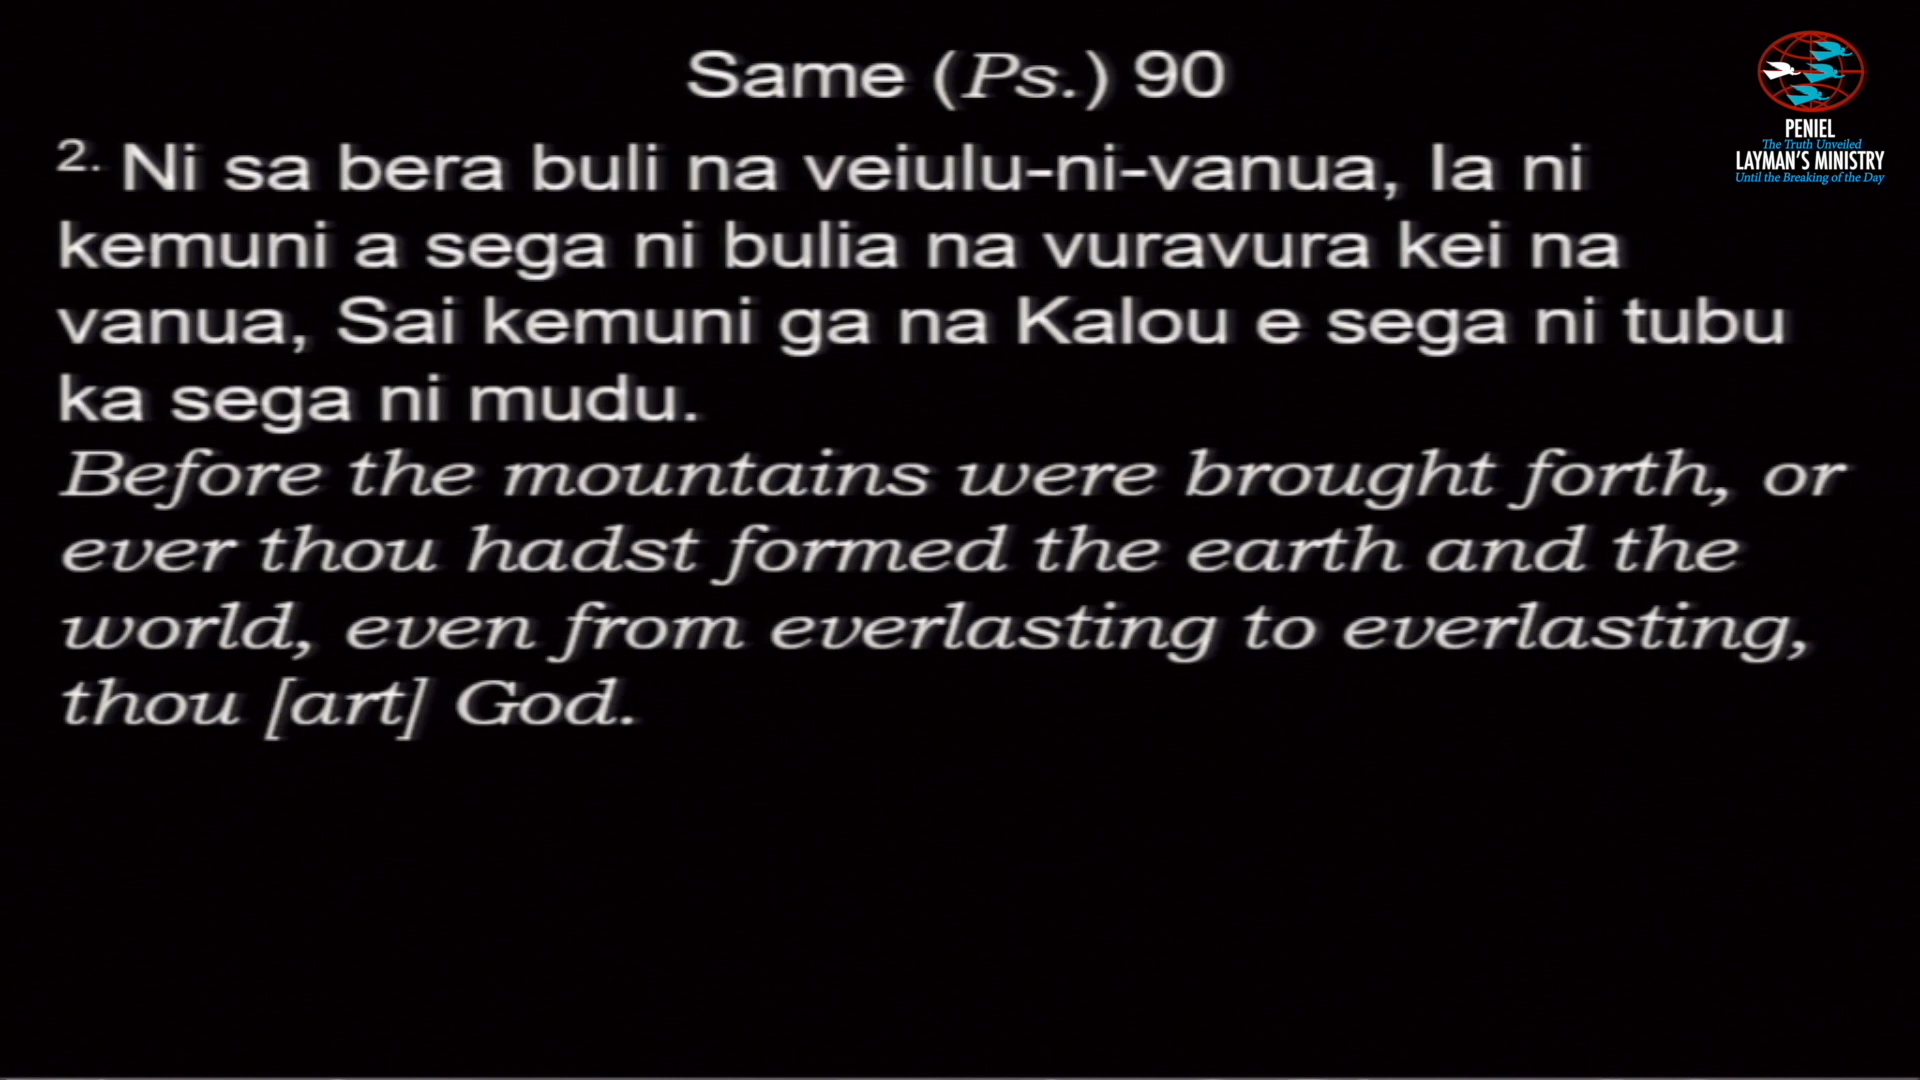 Same (Ps.) 90
2. Ni sa bera buli na veiulu-ni-vanua, Ia ni
kemuni a sega ni bulia na vuravura kei na
vanua, Sai kemuni ga na Kalou e sega ni tubu
ka sega ni mudu.
Before the mountains were brought forth, or
ever thou hadst formed the earth and the
world, even from everlasting to everlasting,
thou [art] God.
PENIEL
The Truth Unveiled
LAYMAN'S MINISTRY
Until the Breaking of the Day